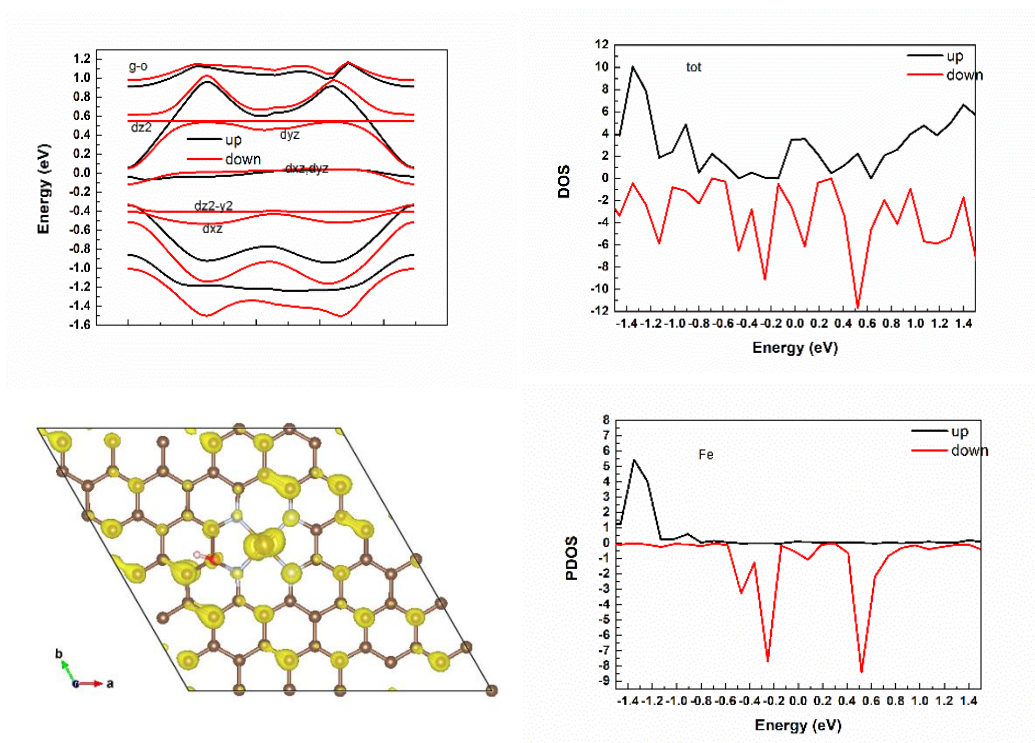 1.2
1.0
0.8
0.6
0.4
0.2
0.0
-0.2
-0.4
-0.6
-0.8
-1.0
-1.2
-1.4
-1.6
Energy (eV)
g-o
dz2
dyz
up
down
dxz,dyz
dz2-y2
dxz
12
10
8
6
4
2
0
-2
-4
-6
-8
-10
-12
DOS
tot
up
down
-1.4 -1.2 -1.0 -0.8 -0.6 -0.4 -0.2 0.0 0.2 0.4 0.6 0.8 1.0 1.2 1.4
Energy (eV)
b
c
a
8
7
6
5
4
3
2
1
0
-1
-2
-3
-4
-5
-6
-7
-8
-9
PDOS
Fe
up
down
-1.4 -1.2 -1.0 -0.8 -0.6 -0.4 -0.2 0.0 0.2 0.4 0.6 0.8 1.0 1.2 1.4
Energy (eV)